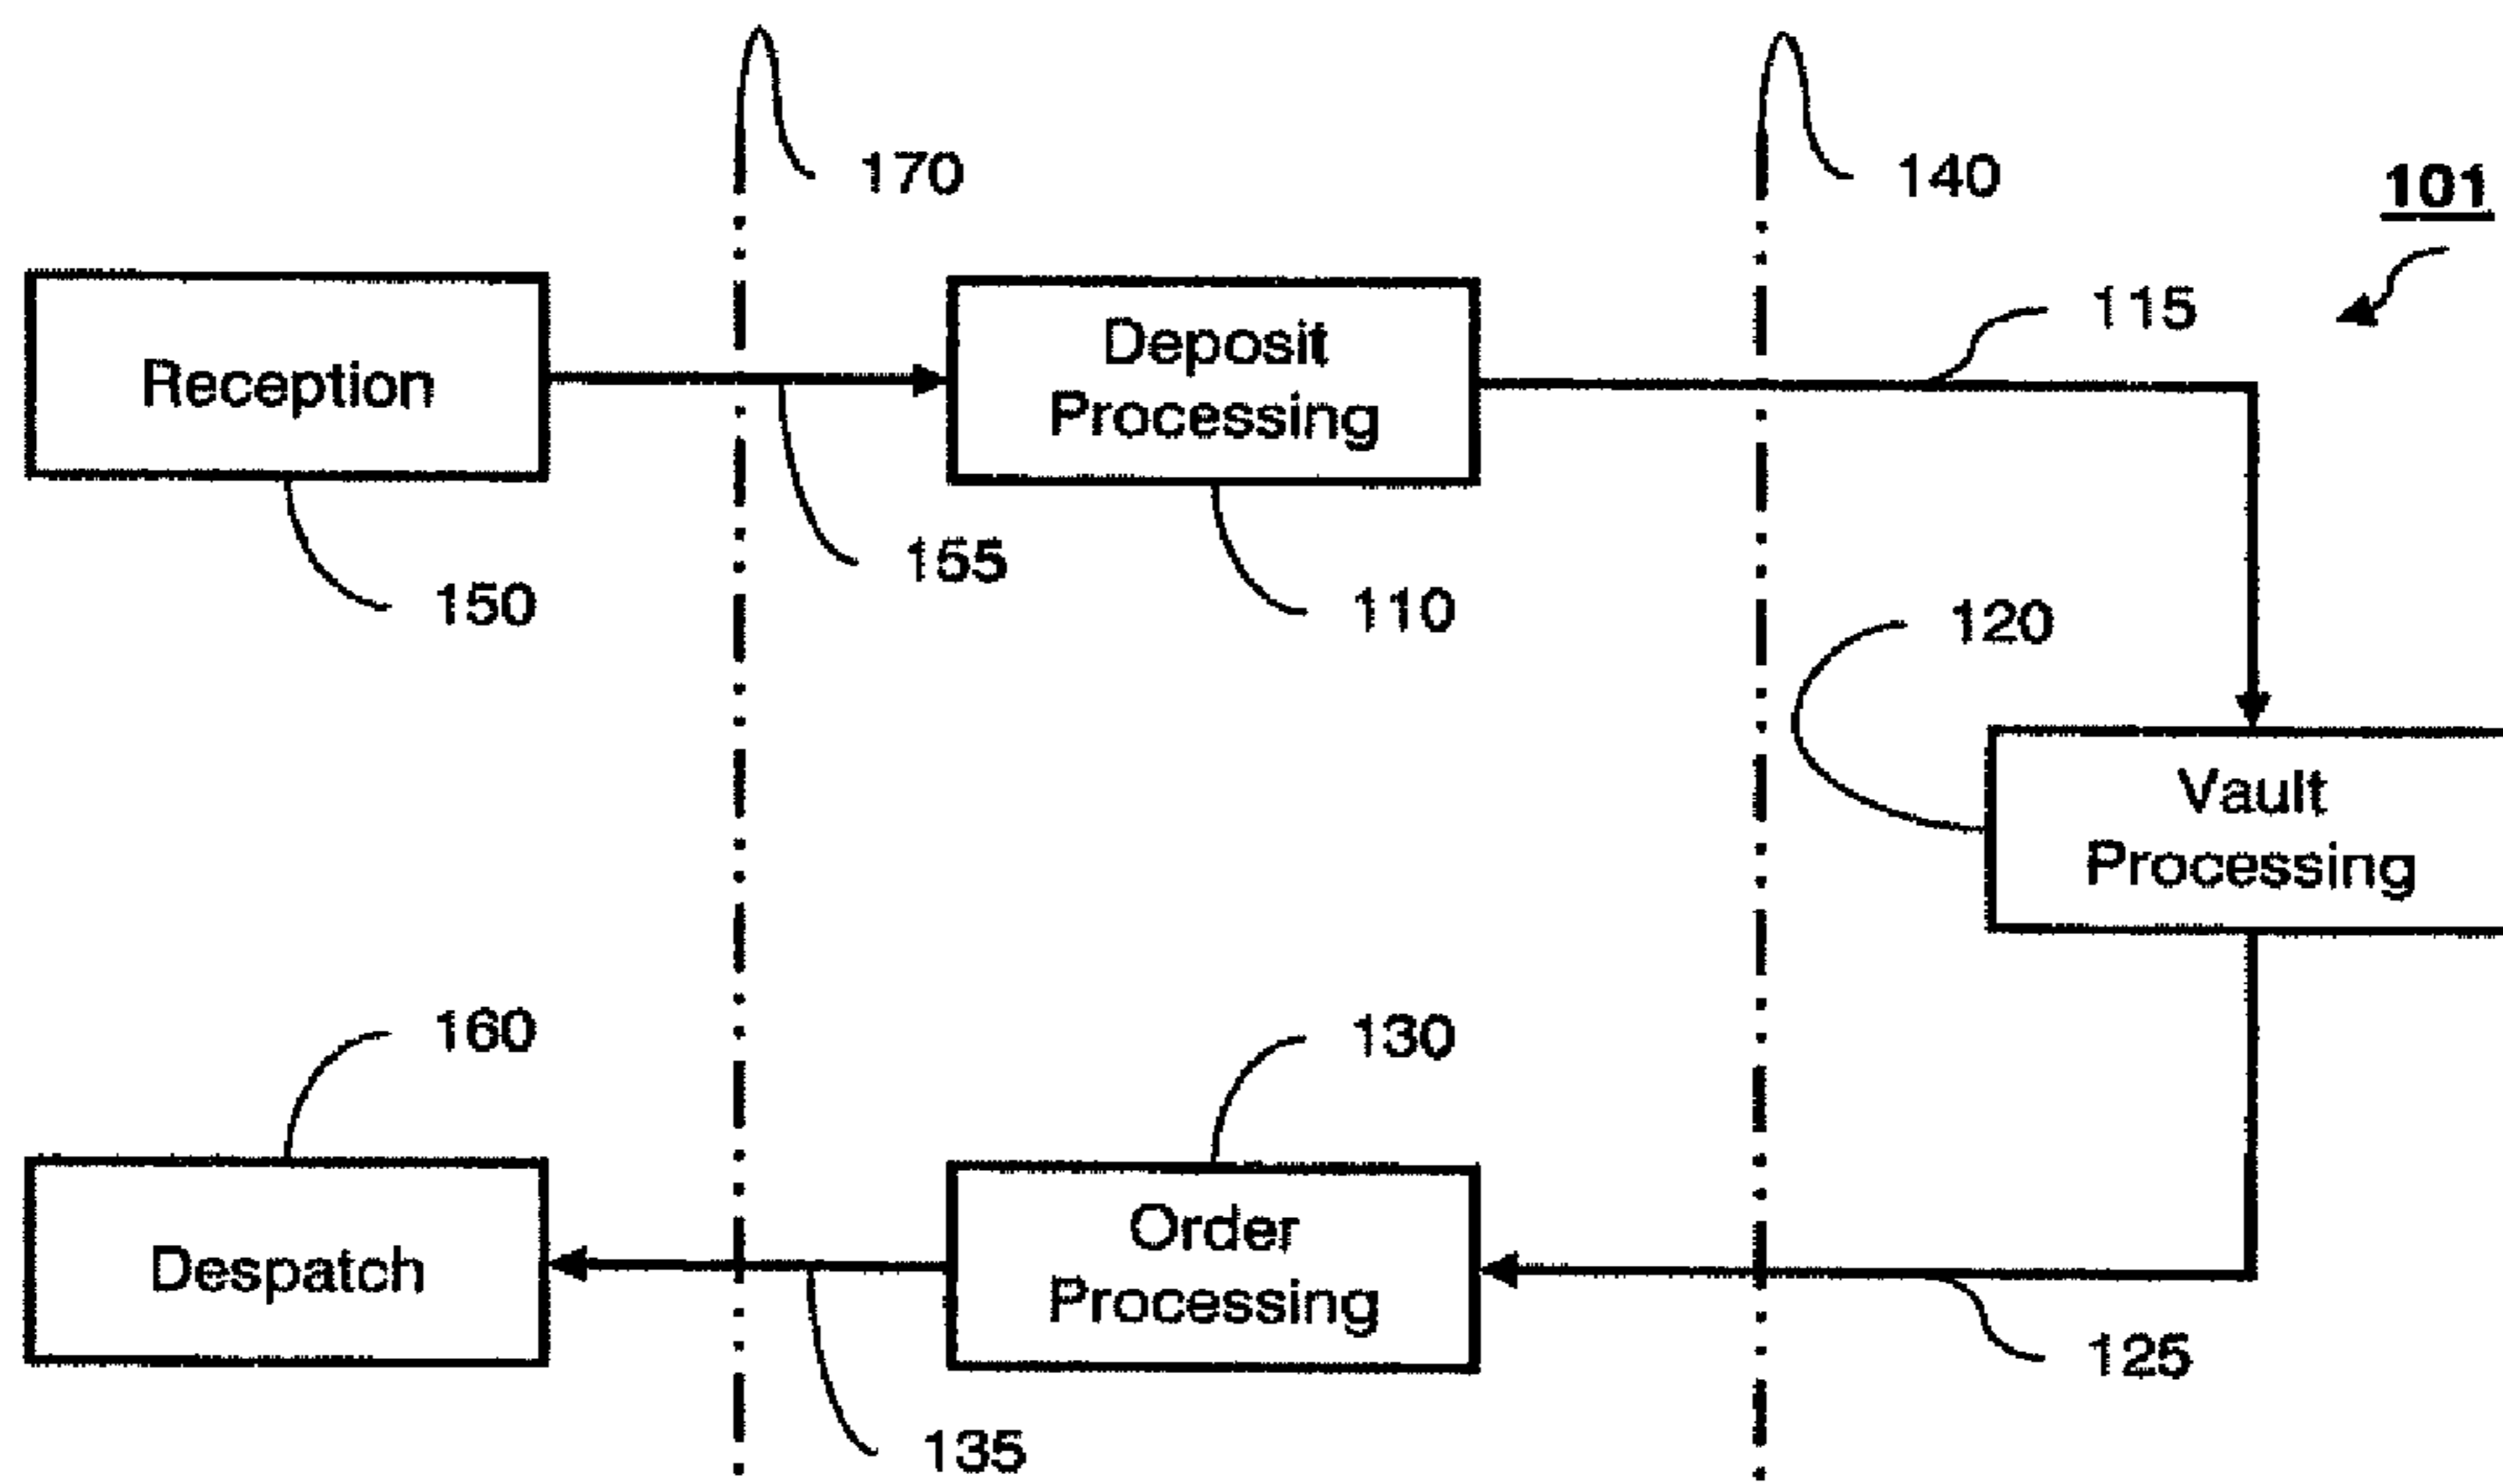 170
140
101
Reception
Deposit
Processing
115
155
150
110
120
Vault
Processing
160
130
Despatch
Order
Processing
125
135